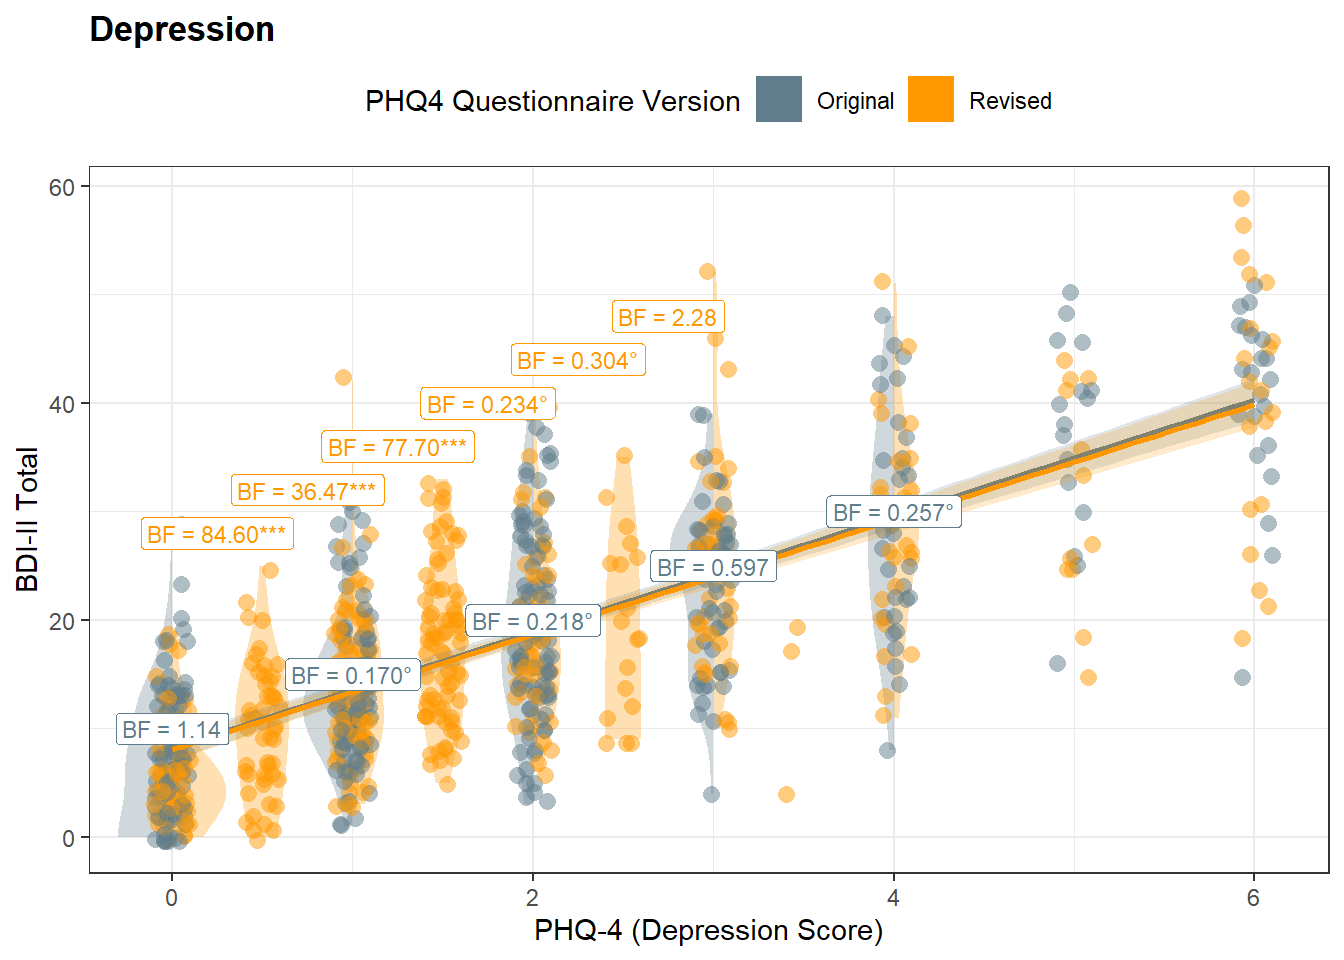 Depression
PHQ4 Questionnaire Version Original Revised
BDI-II Total
60
40
20
0
BF = 2.28
BF = 0.304°
BF = 0.234°
BF = 77.70***
BF = 36.47***
BF = 84.60***
BF = 0.257°
BF = 0.597
BF = 0.218°
BF = 0.170°
BF = 1.14
0 2 4 6
PHQ-4 (Depression Score)